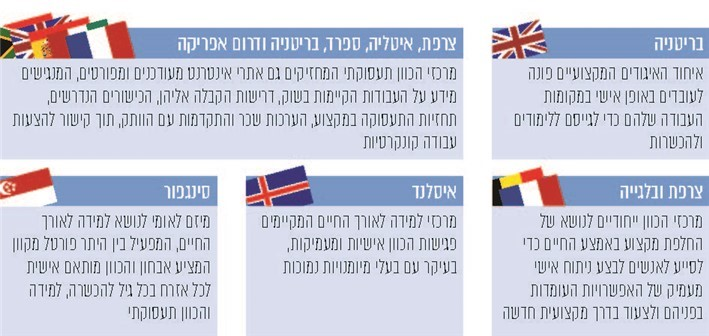 בריטניה
איחוד האיגודים המקצועיים פונה
לעובדים באופן אישי במקומות
העבודה שלהם כדי לגייסם ללימודים
ולהכשרות
צרפת, איטליה, ספרד, בריטניה ודרום אפריקה
מרכזי הכוון תעסוקתי המחזיקים גם אתרי אינטרנט מעודכנים ומפורטים, המנגישים
מידע על העבודות הקיימות בשוק, דרישות הקבלה אליהן, הכישורים הנדרשים,
תחזיות התעסוקה במקצוע, הערכות שכר והתקדמות עם הוותק, תוך קישור להצעות
עבודה קונקרטיות
צרפת ובלגייה
מרכזי הכוון ייחודיים לנושא של
החלפת מקצוע באמצע החיים כדי
לסייע לאנשים לבצע ניתוח אישי
מעמיק של האפשרויות העומדות
בפניהם ולצעוד בדרך מקצועית חדשה
איסלנד
מרכזי למידה לאורך החיים המקיימים
פגישות הכוון אישיות ומעמיקות,
בעיקר עם בעלי מיומנויות נמוכות
סינגפור
מיזם לאומי לנושא למידה לאורך
החיים, המפעיל בין היתר פורטל מקוון
המציע אבחון והכוון מותאם אישית
לכל אזרח בכל גיל להכשרה, למידה
והכוון תעסוקתי